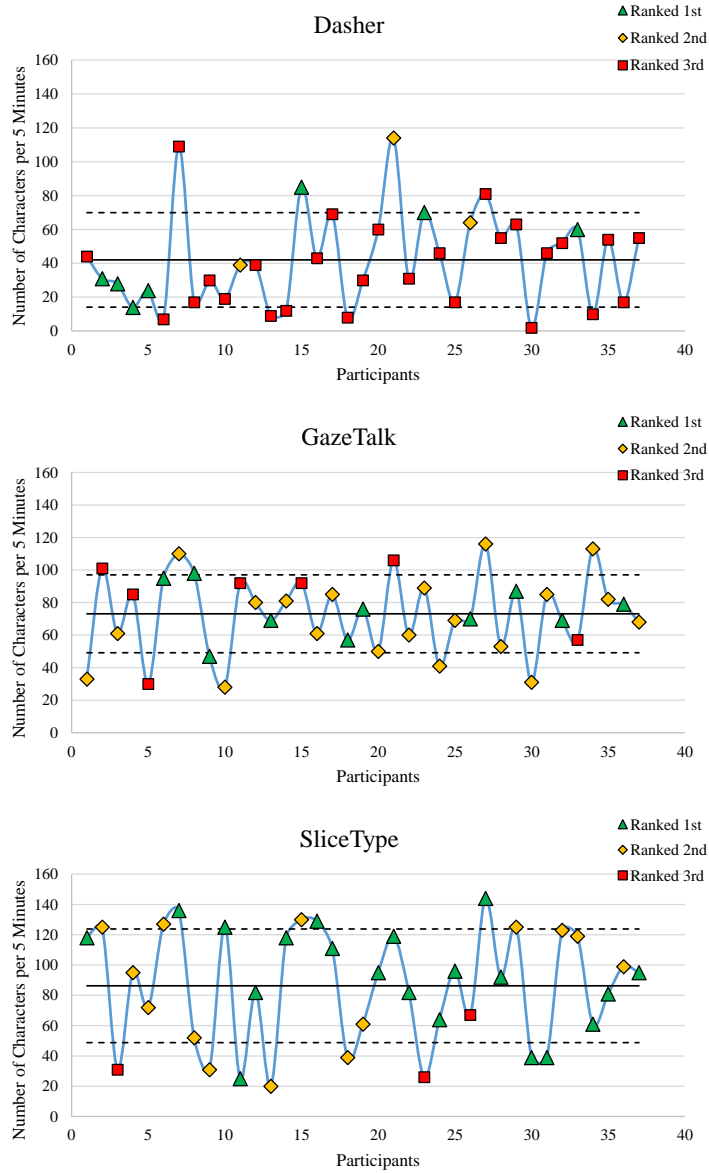 Dasher
Ranked 1st
Ranked 2nd
Ranked 3rd
Number of Characters per 5 Minutes
160
140
120
100
80
60
40
20
0
0 5 10 15 20 25 30 35 40
Participants
GazeTalk
Ranked 1st
Ranked 2nd
Ranked 3rd
Number of Characters per 5 Minutes
160
140
120
100
80
60
40
20
0
0 5 10 15 20 25 30 35 40
Participants
SliceType
Ranked 1st
Ranked 2nd
Ranked 3rd
Number of Characters per 5 Minutes
160
140
120
100
80
60
40
20
0
0 5 10 15 20 25 30 35 40
Participants